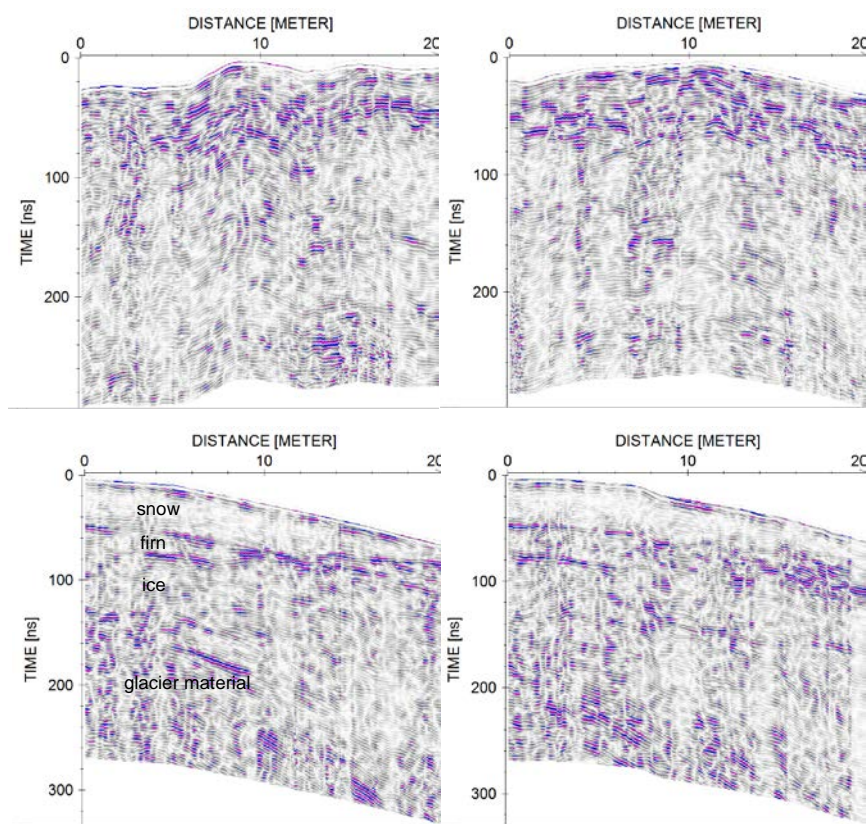 DISTANCE [METER]
0 10 20
0
100
200
TIME [ns]
DISTANCE [METER]
0 10 20
0
100
200
TIME [ns]
DISTANCE [METER]
0 10 20
0
100
200
300
TIME [ns]
snow
firn
ice
glacier material
DISTANCE [METER]
0 10 20
0
100
200
300
TIME [ns]